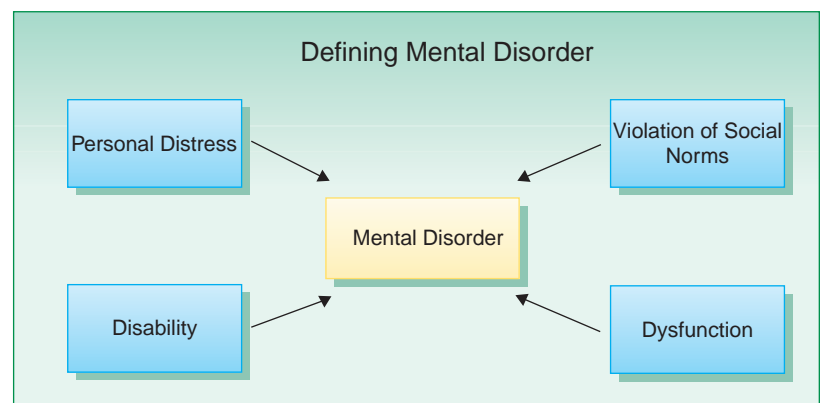 Defining Mental Disorder
Personal Distress
Violation of Social
Norms
Mental Disorder
Disability
Dysfunction